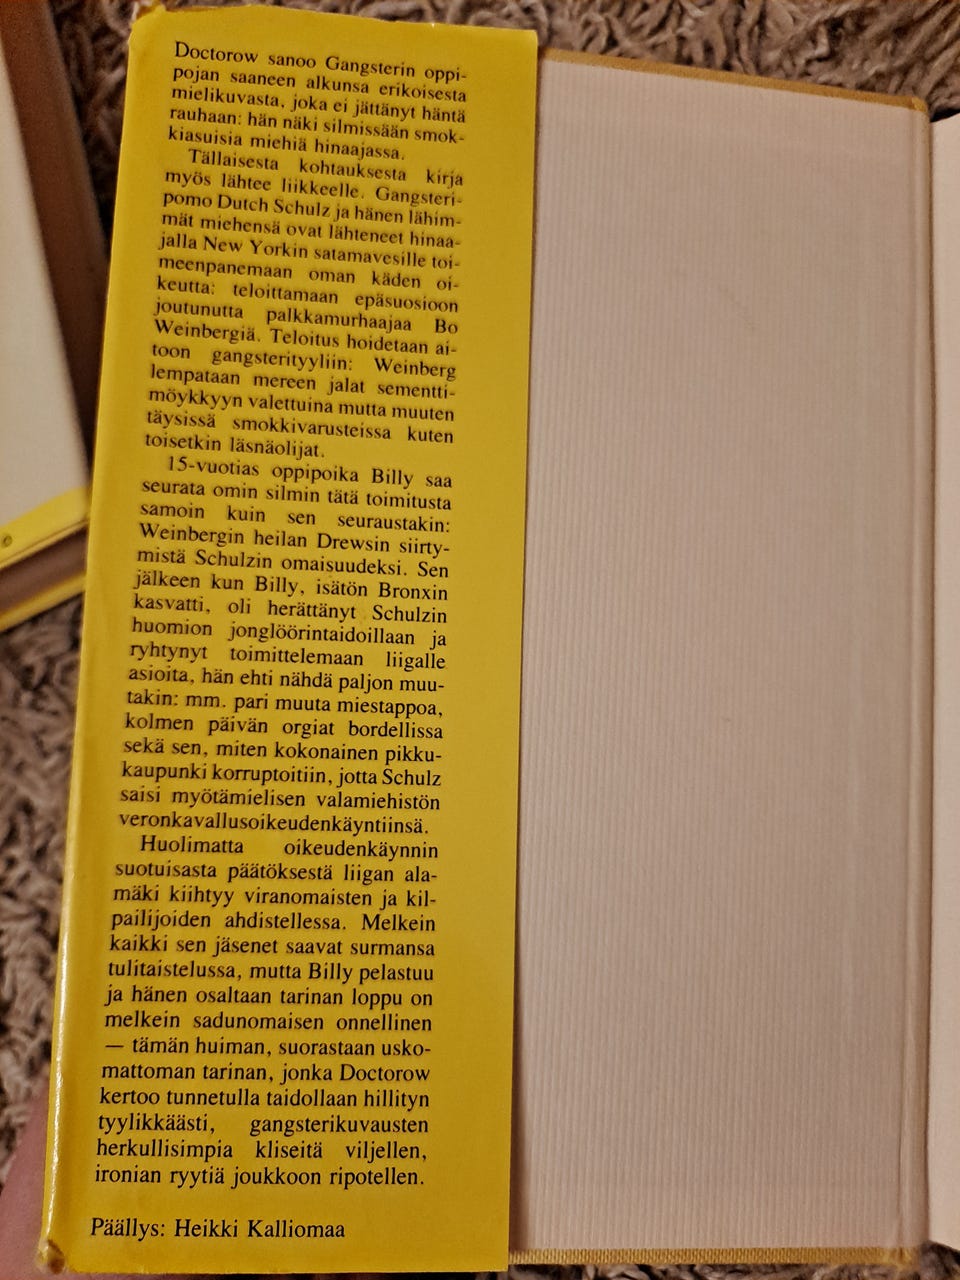 Doctorow sanoo Gangsterin oppi-
pojan saaneen alkunsa erikoisesta
mielikuvasta, joka ei jättänyt häntä
rauhaan: hän näki silmissään smok-
kiasuisia miehiä hinaajassa.
Tällaisesta kohtauksesta kirja
myös lähtee liikkeelle. Gangsteri-
pomo Dutch Schulz ja hänen lähim-
mät miehensä ovat lähteneet hinaa-
jalla New Yorkin satamavesille toi-
meenpanemaan oman käden oi-
keutta: teloittamaan epäsuosioon
joutunutta palkkamurhaajaa Bo
Weinbergiä. Teloitus hoidetaan ai-
toon gangsterityyliin: Weinberg
lempataan mereen jalat sementti-
möykkyyn valettuina mutta muuten
täysissä smokkivarusteissa kuten
toisetkin läsnäolijat.
15-vuotias oppipoika Billy saa
seurata omin silmin tätä toimitusta
samoin kuin sen seuraustakin:
Weinbergin heilan Drewsin siirty-
mistä Schulzin omaisuudeksi. Sen
jälkeen kun Billy, isätön Bronxin
kasvatti, oli herättänyt Schulzin
huomion jonglöörintaidoillaan ja
ryhtynyt toimittelemaan liigalle
asioita, hän ehti nähdä paljon muu-
takin: mm. pari muuta miestappoa,
kolmen päivän orgiat bordellissa
sekä sen, miten kokonainen pikku-
kaupunki korruptoitiin, jotta Schulz
saisi myötämielisen valamiehistön
veronkavallusoikeudenkäyntiinsä.
Huolimatta oikeudenkäynnin
suotuisasta päätöksestä liigan ala-
mäki kiihtyy viranomaisten ja kil-
pailijoiden ahdistellessa. Melkein
kaikki sen jäsenet saavat surmansa
tulitaistelussa, mutta Billy pelastuu
ja hänen osaltaan tarinan loppu on
melkein sadunomaisen onnellinen
— tämän huiman, suorastaan usko-
mattoman tarinan, jonka Doctorow
kertoo tunnetulla taidollaan hillityn
tyylikkäästi, gangsterikuvausten
herkullisimpia kliseitä viljellen,
ironian ryytiä joukkoon ripotellen.
Päällys: Heikki Kalliomaa